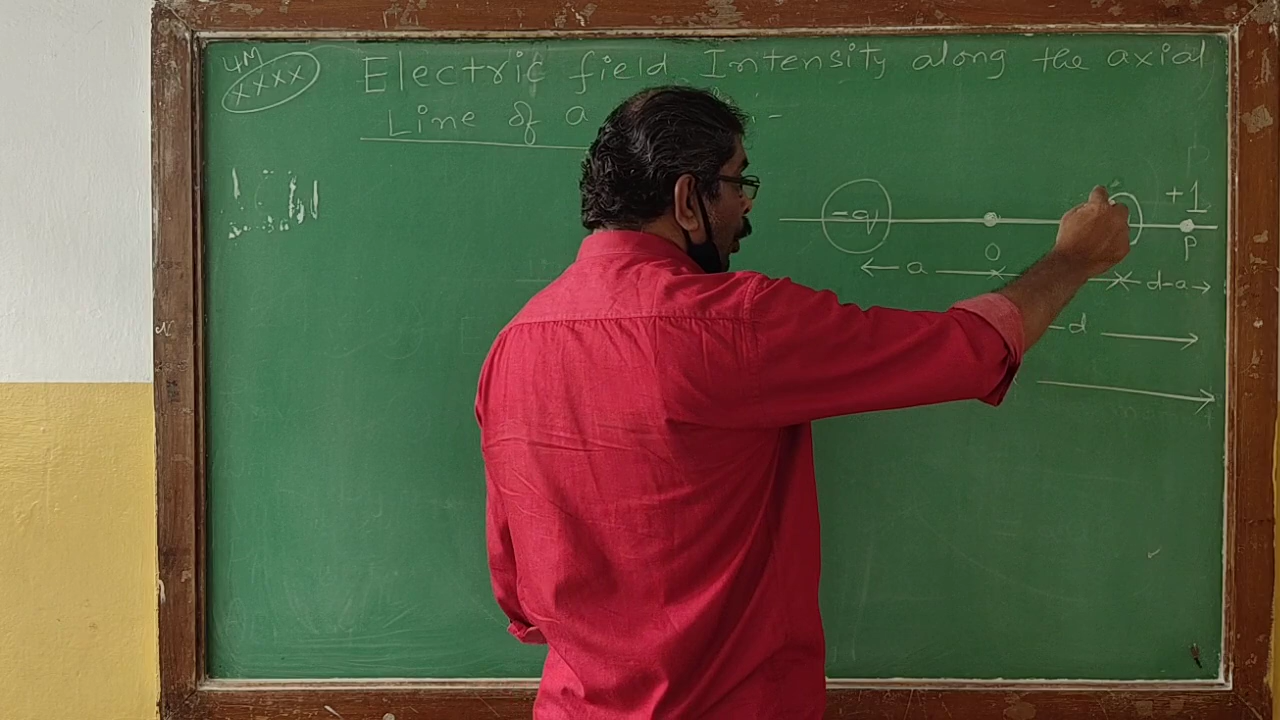 4M
xxxx
Electric field Intensity along the axial
Line of a :-
+1
-q
O
P
a
d-a
d